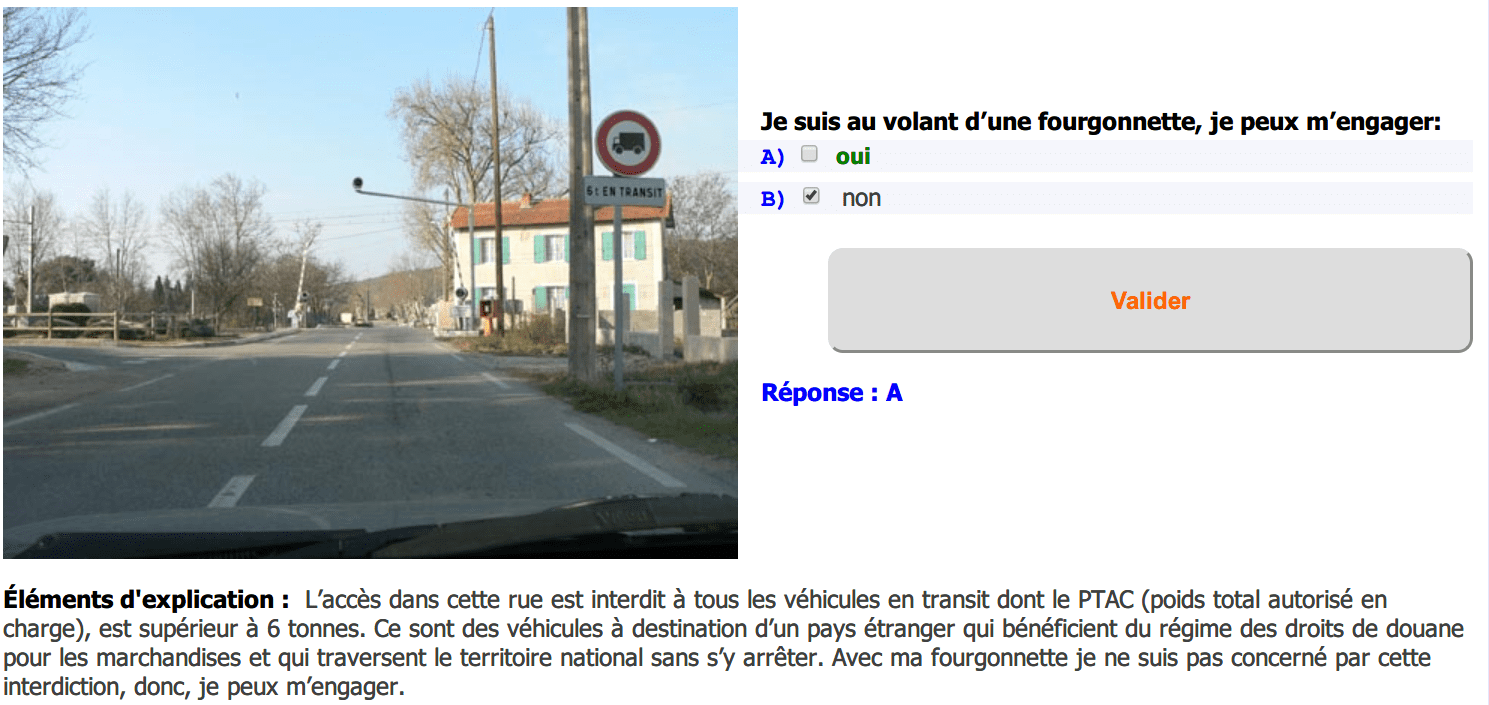 6t EN TRANSIT
Je suis au volant d’une fourgonnette, je peux m’engager:
A) oui
B) non
Valider
Réponse : A
Éléments d'explication : L’accès dans cette rue est interdit à tous les véhicules en transit dont le PTAC (poids total autorisé en
charge), est supérieur à 6 tonnes. Ce sont des véhicules à destination d’un pays étranger qui bénéficient du régime des droits de douane
pour les marchandises et qui traversent le territoire national sans s’y arrêter. Avec ma fourgonnette je ne suis pas concerné par cette
interdiction, donc, je peux m’engager.